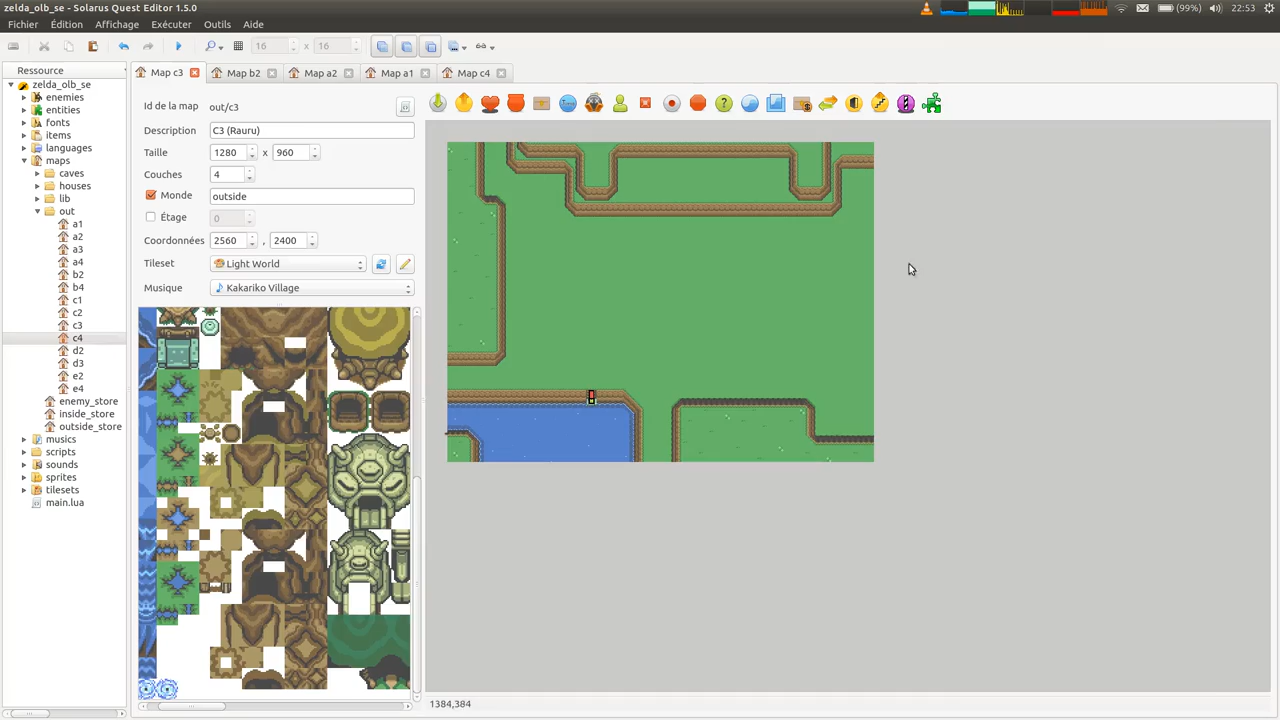 zelda_olb_se - Solarus Quest Editor 1.5.0
(99%) 22:53
Fichier Édition Affichage Exécuter Outils Aide
16 x 16
Ressource
zelda_olb_se
enemies
entities
fonts
items
languages
maps
caves
houses
lib
out
a1
a2
a3
a4
b2
b4
c1
c2
c3
c4
d2
d3
e2
e4
enemy_store
inside_store
outside_store
musics
scripts
sounds
sprites
tilesets
main.lua
Map c3 Map b2 Map a2 Map a1 Map c4
Id de la map out/c3
Description C3 (Rauru)
Taille 1280 x 960
Couches 4
Monde outside
Étage 0
Coordonnées 2560 , 2400
Tileset Light World
Musique Kakariko Village
1384,384